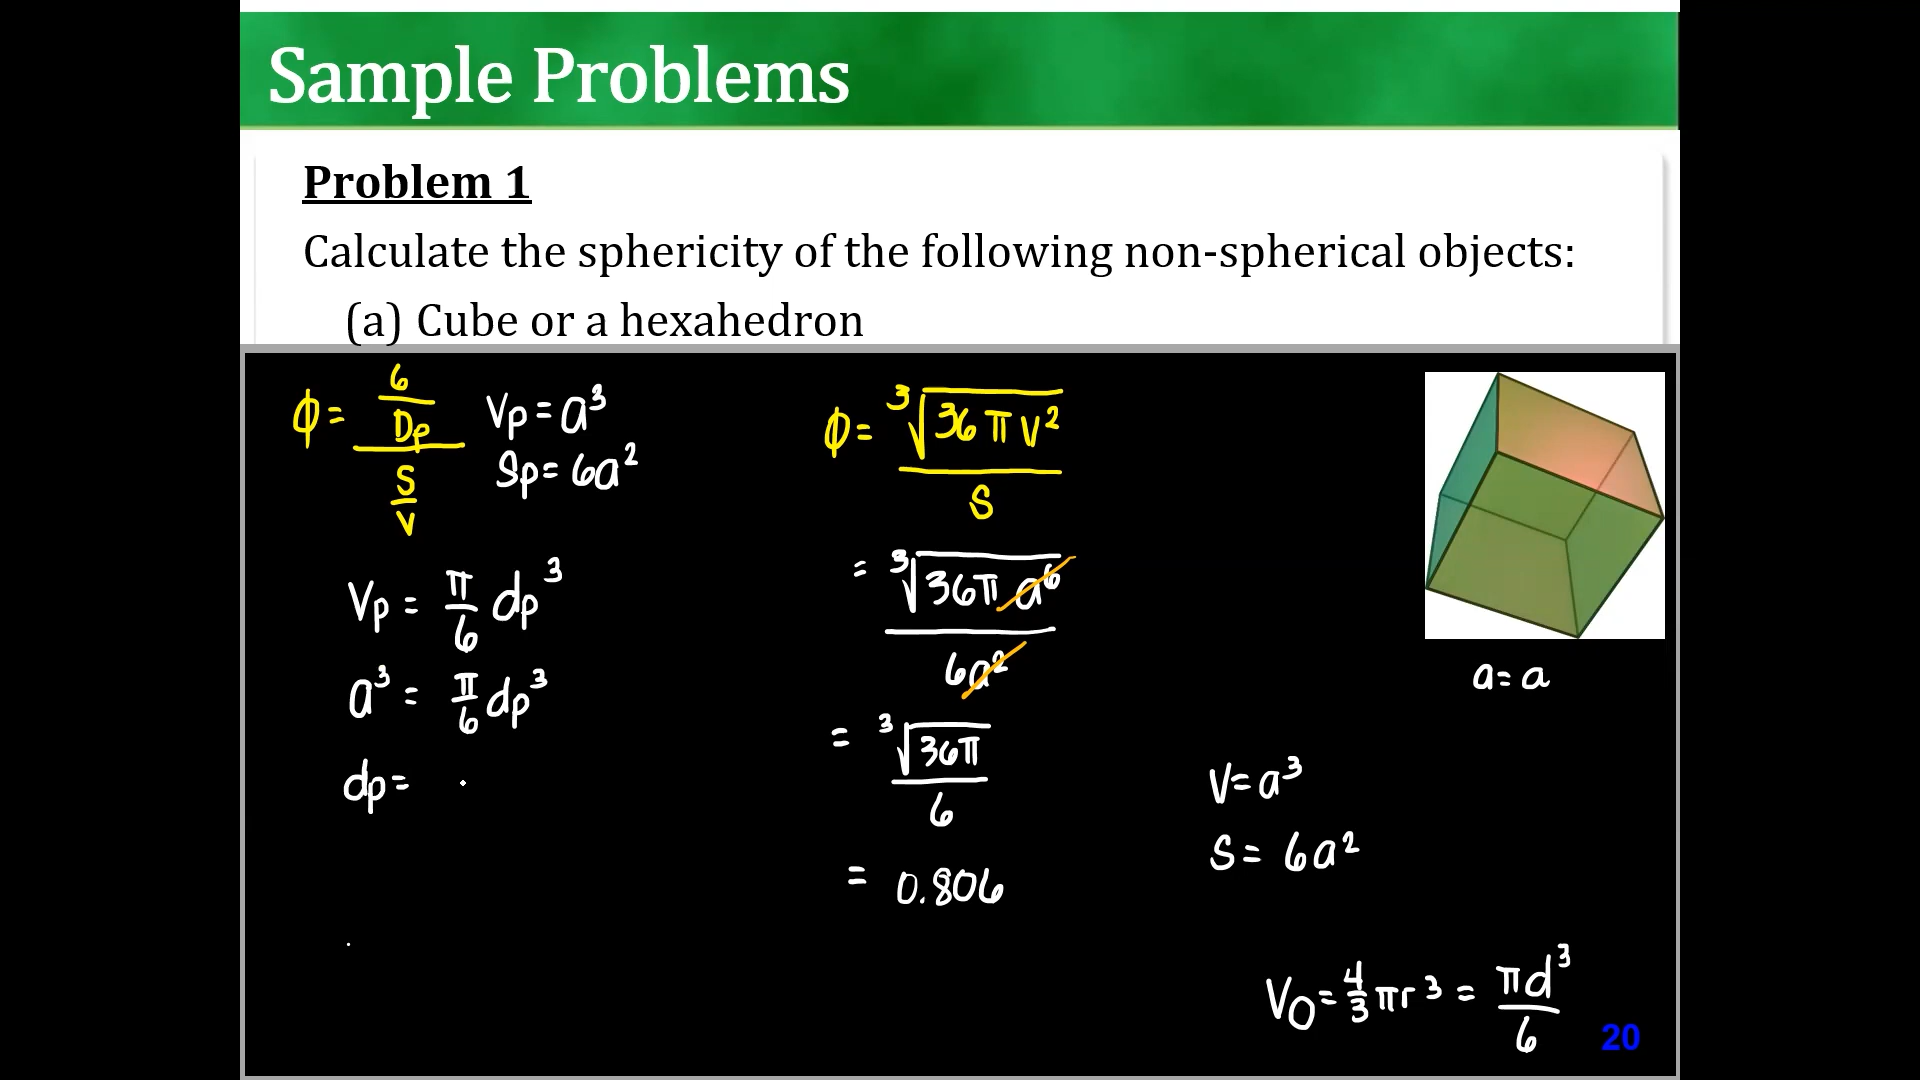 Sample Problems
Problem 1
Calculate the sphericity of the following non-spherical objects:
(a) Cube or a hexahedron
ϕ = (6/Dp)/(S/V)
Vp = a³
Sp = 6a²
Vp = π/6 dp³
a³ = π/6 dp³
dp =
ϕ = ³√(36πV²)/S
= ³√(36πa⁶)/6a²
= ³√(36π)/6
= 0.806
a = a
V = a³
S = 6a²
VO = 4/3 πr³ = πd³/6
20